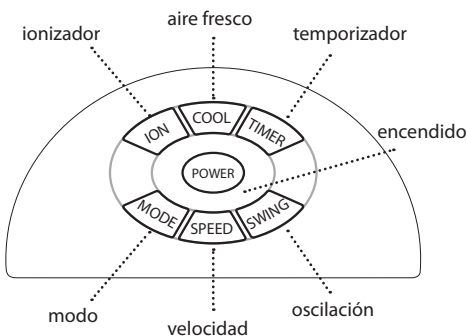 aire fresco
ionizador
temporizador
COOL
ION
TIMER
encendido
POWER
MODE
SPEED
SWING
modo
oscilación
velocidad